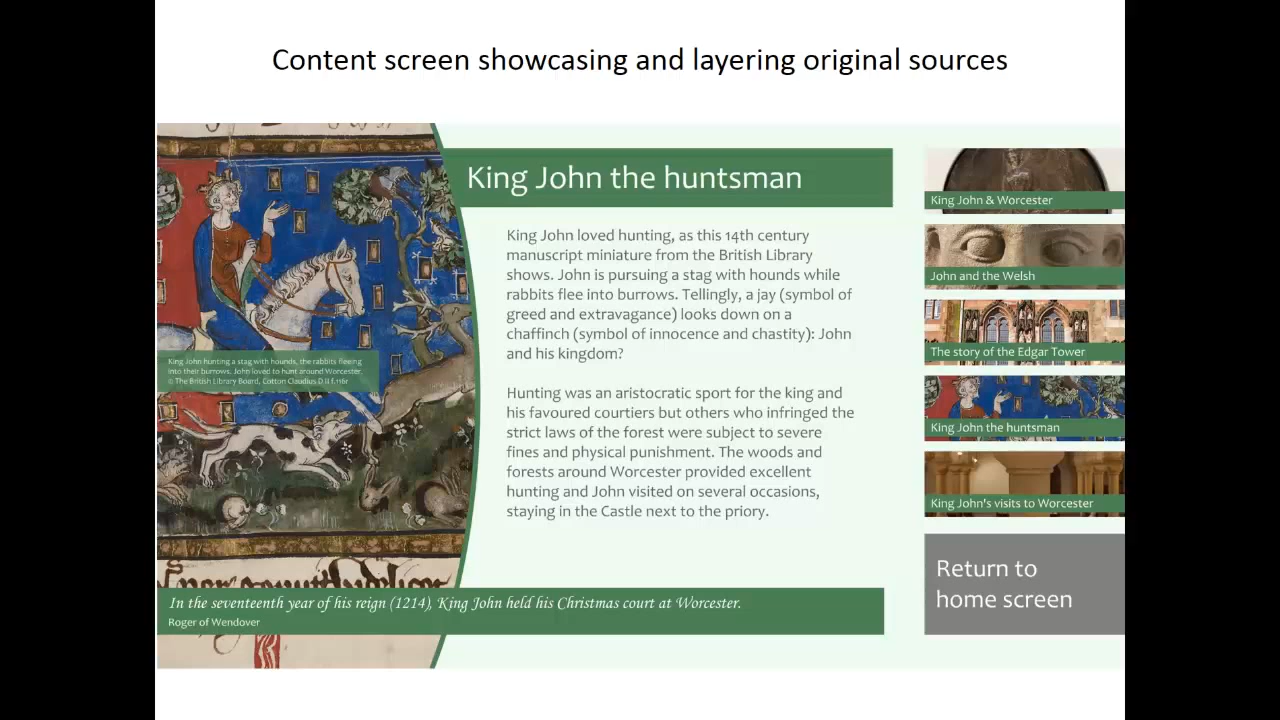 Content screen showcasing and layering original sources
King John the huntsman
King John loved hunting, as this 14th century
manuscript miniature from the British Library
shows. John is pursuing a stag with hounds while
rabbits flee into burrows. Tellingly, a jay (symbol of
greed and extravagance) looks down on a
chaffinch (symbol of innocence and chastity): John
and his kingdom?
Hunting was an aristocratic sport for the king and
his favoured courtiers but others who infringed the
strict laws of the forest were subject to severe
fines and physical punishment. The woods and
forests around Worcester provided excellent
hunting and John visited on several occasions,
staying in the Castle next to the priory.
King John hunting a stag with hounds, the rabbits fleeing
into their burrows. John loved to hunt around Worcester.
© The British Library Board, Cotton Claudius D.II f.116r
In the seventeenth year of his reign (1214), King John held his Christmas court at Worcester.
Roger of Wendover
King John & Worcester
John and the Welsh
The story of the Edgar Tower
King John the huntsman
King John's visits to Worcester
Return to
home screen